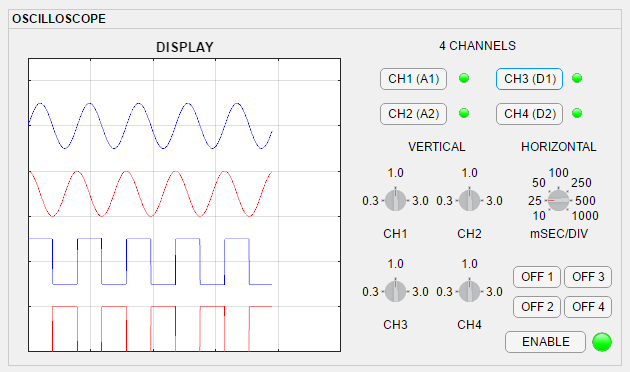 OSCILLOSCOPE
DISPLAY
4 CHANNELS
CH1 (A1)
CH3 (D1)
CH2 (A2)
CH4 (D2)
VERTICAL
HORIZONTAL
1.0
0.3
3.0
CH1
1.0
0.3
3.0
CH2
100
50
250
25
500
10
1000
mSEC/DIV
1.0
0.3
3.0
CH3
1.0
0.3
3.0
CH4
OFF 1
OFF 3
OFF 2
OFF 4
ENABLE